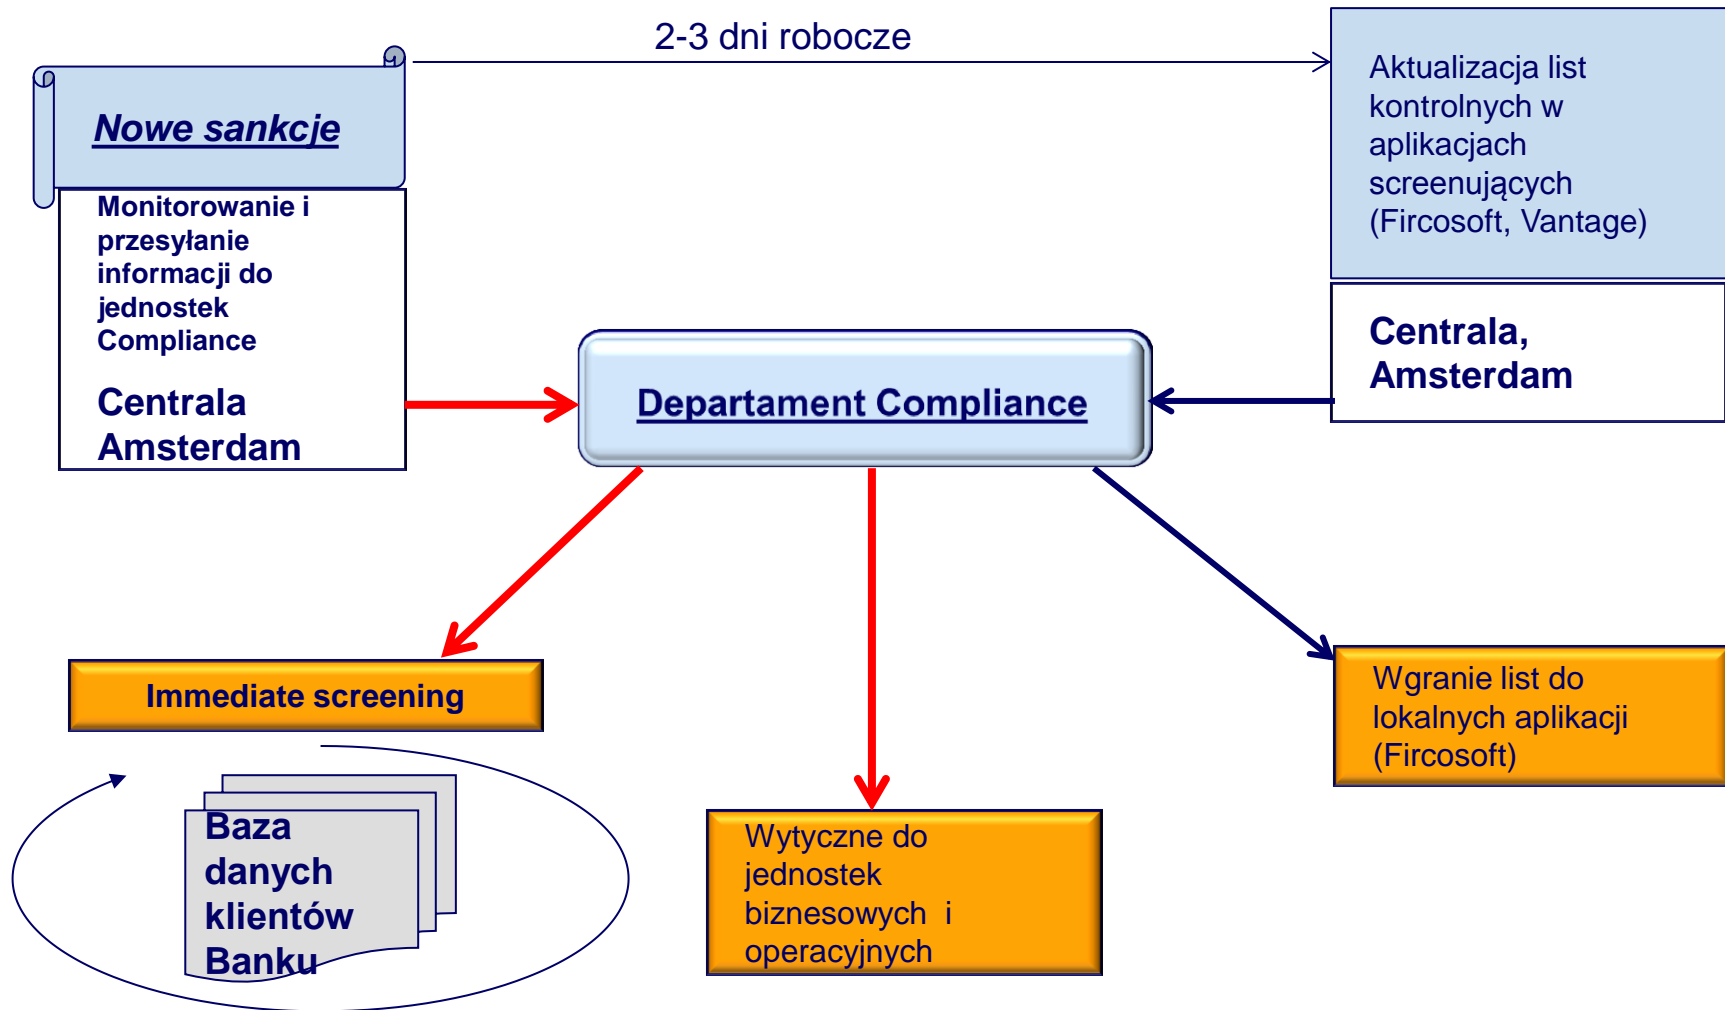 2-3 dni robocze
Nowe sankcje
Monitorowanie i
przesyłanie
informacji do
jednostek
Compliance
Centrala
Amsterdam
Aktualizacja list
kontrolnych w
aplikacjach
screenujących
(Fircosoft, Vantage)
Centrala,
Amsterdam
Departament Compliance
Immediate screening
Baza
danych
klientów
Banku
Wytyczne do
jednostek
biznesowych i
operacyjnych
Wgranie list do
lokalnych aplikacji
(Fircosoft)